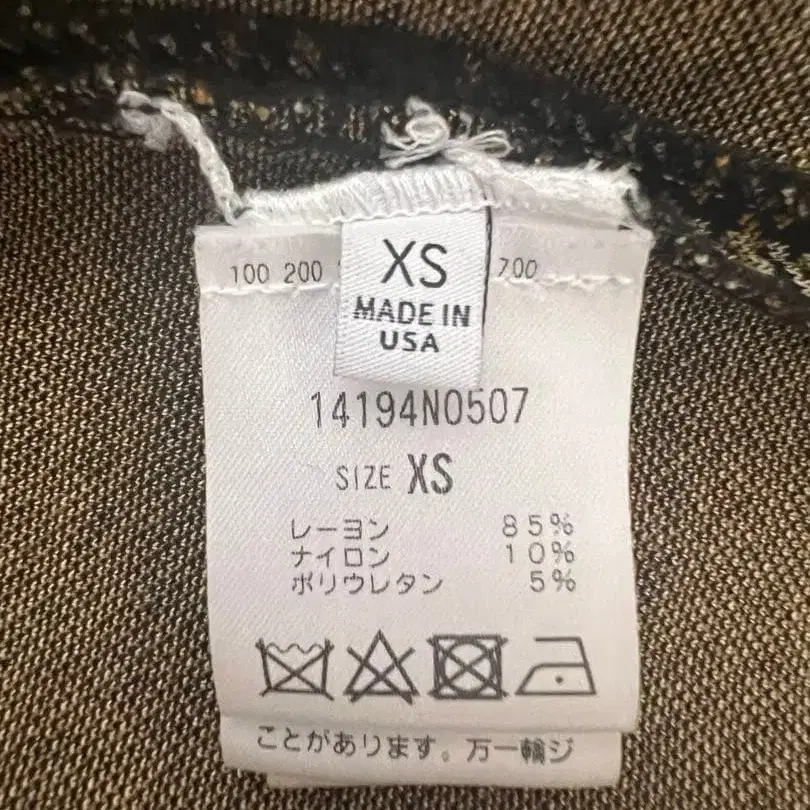 100 200
700
XS
MADE IN
USA
14194N0507
SIZE XS
レーヨン 85%
ナイロン 10%
ポリウレタン 5%
ことがあります。万一輪ジ